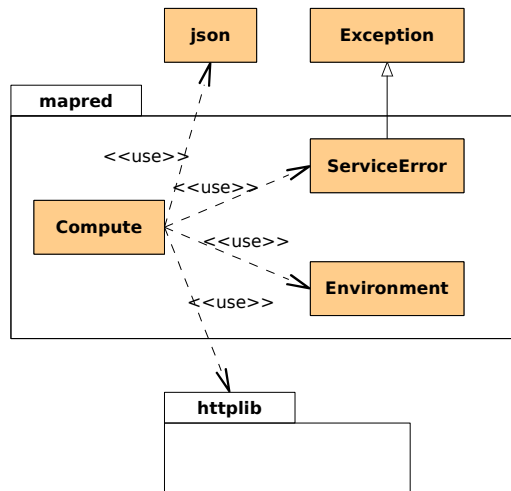 json
Exception
mapred
<<use>>
ServiceError
<<use>>
Compute
<<use>>
Environment
<<use>>
httplib